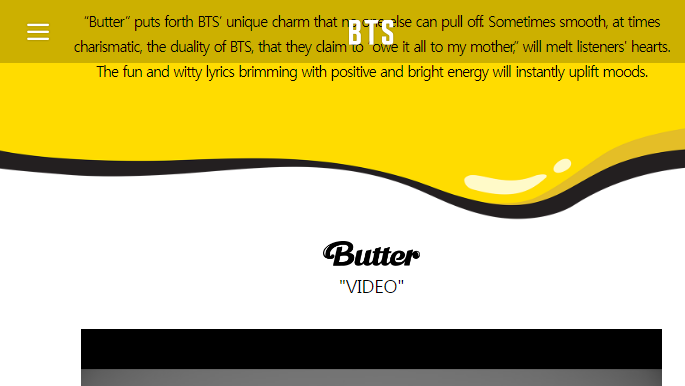 “Butter” puts forth BTS’ unique charm that no one else can pull off. Sometimes smooth, at times
BTS
charismatic, the duality of BTS, that they claim to “owe it all to my mother,” will melt listeners’ hearts.
The fun and witty lyrics brimming with positive and bright energy will instantly uplift moods.
Butter
"VIDEO"